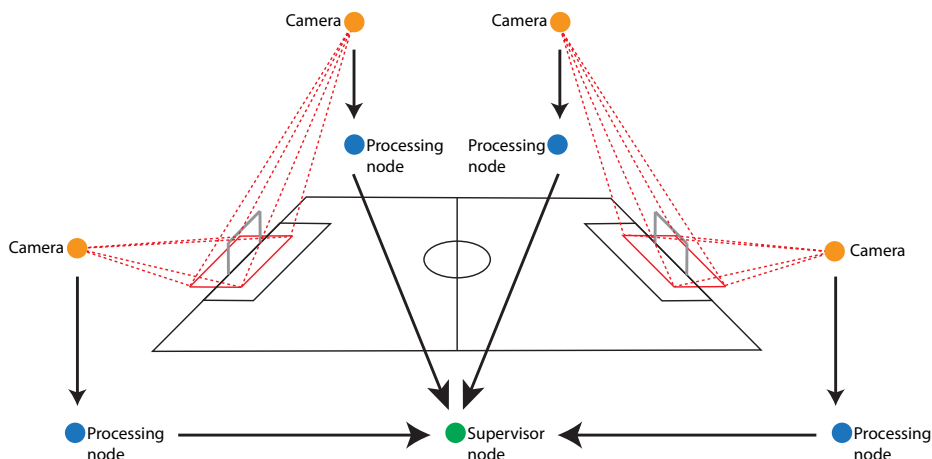 Camera
Camera
Processing
node
Processing
node
Camera
Camera
Processing
node
Supervisor
node
Processing
node